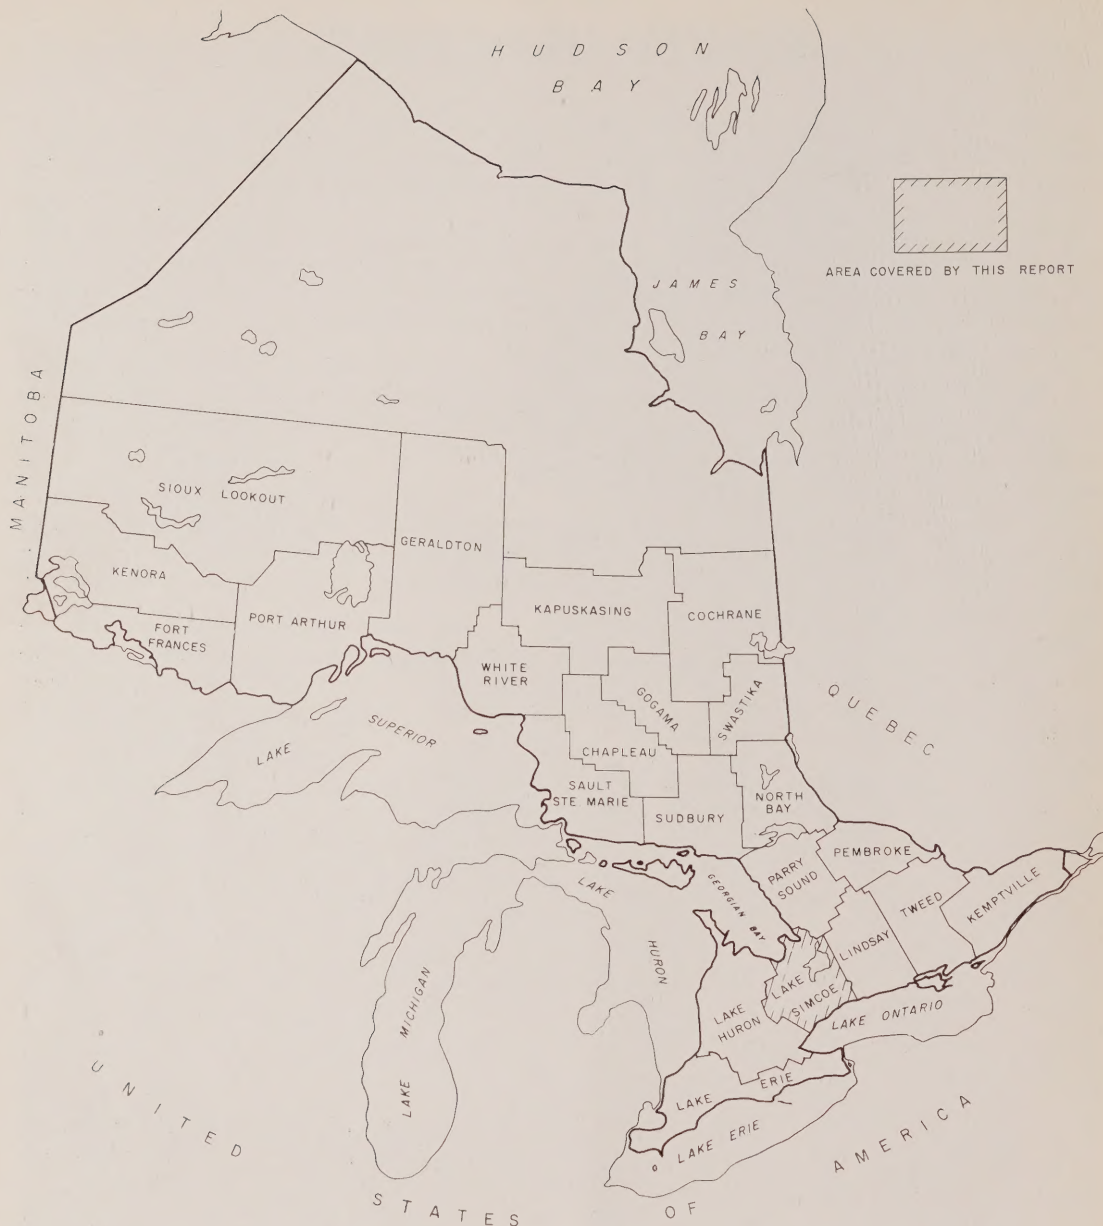 HUDSON
BAY
AREA COVERED BY THIS REPORT
JAMES
BAY
MANITOBA
SIOUX LOOKOUT
GERALDTON
KENORA
PORT ARTHUR
FORT
FRANCES
KAPUSKASING
COCHRANE
WHITE
RIVER
GOGAMA
SWASTIKA
QUEBEC
LAKE SUPERIOR
CHAPLEAU
SAULT
STE. MARIE
SUDBURY
NORTH
BAY
PARRY
SOUND
PEMBROKE
TWEED
KEMPTVILLE
LINDSAY
GEORGIAN BAY
LAKE HURON
LAKE MICHIGAN
LAKE
SIMCOE
LAKE
HURON
LAKE ONTARIO
LAKE ERIE
LAKE ERIE
UNITED STATES OF AMERICA